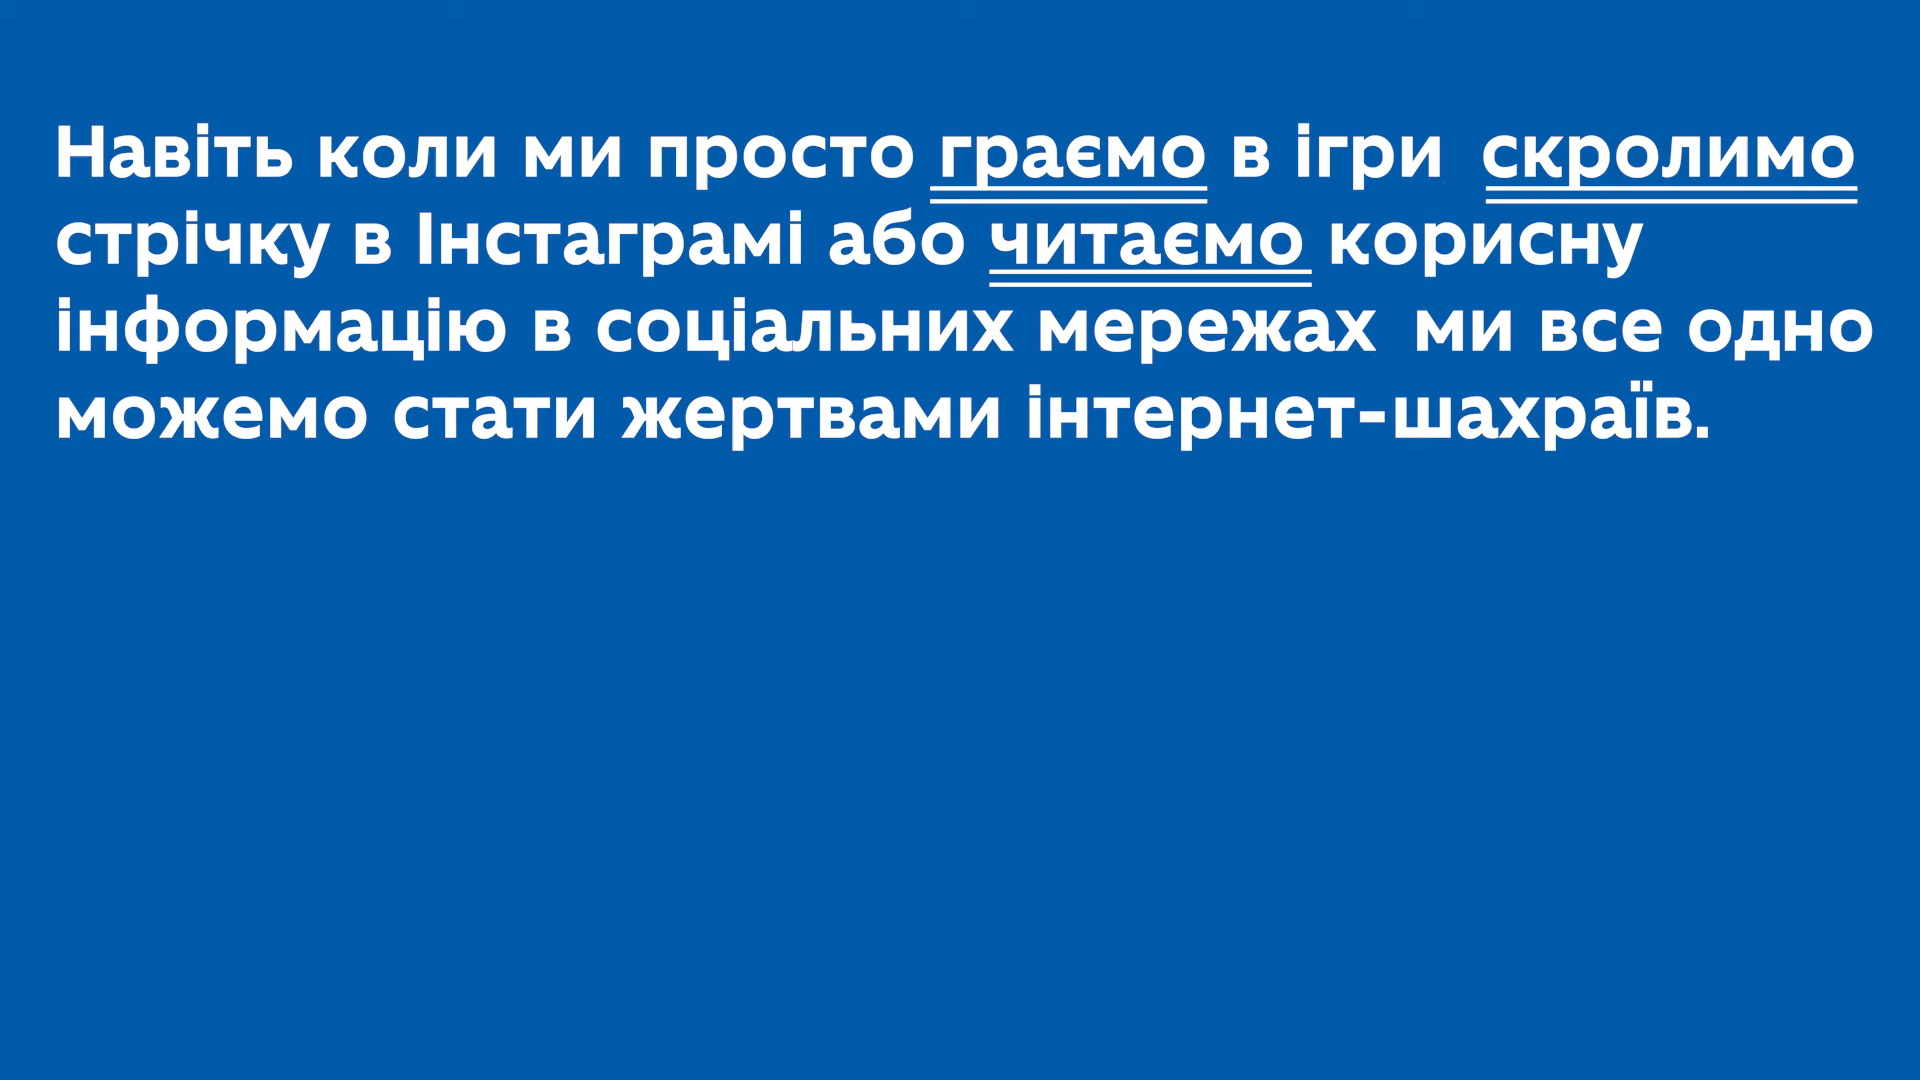 Навіть коли ми просто граємо в ігри скролимо
стрічку в Інстаграмі або читаємо корисну
інформацію в соціальних мережах ми все одно
можемо стати жертвами інтернет-шахраїв.